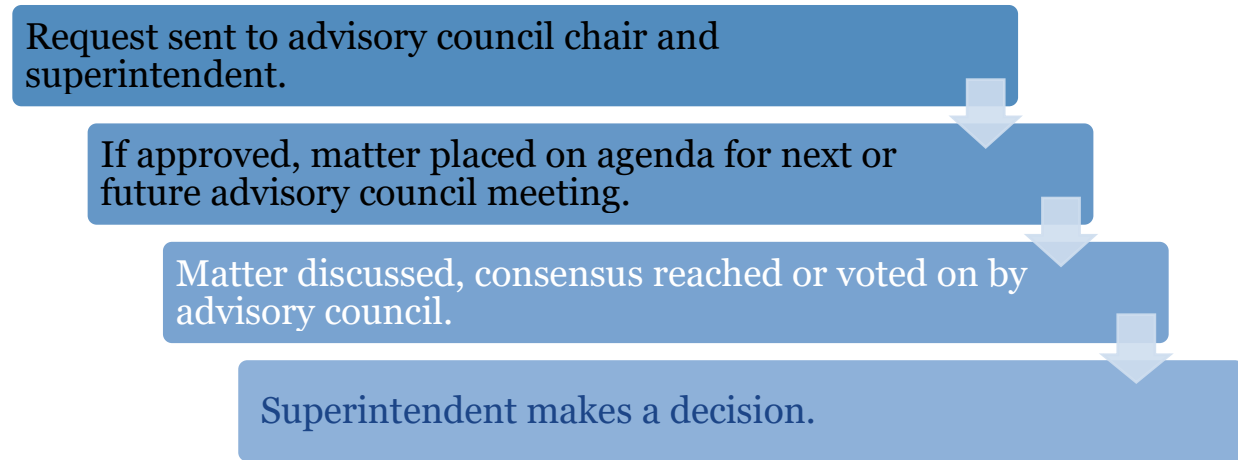 Request sent to advisory council chair and
superintendent.
If approved, matter placed on agenda for next or
future advisory council meeting.
Matter discussed, consensus reached or voted on by
advisory council.
Superintendent makes a decision.